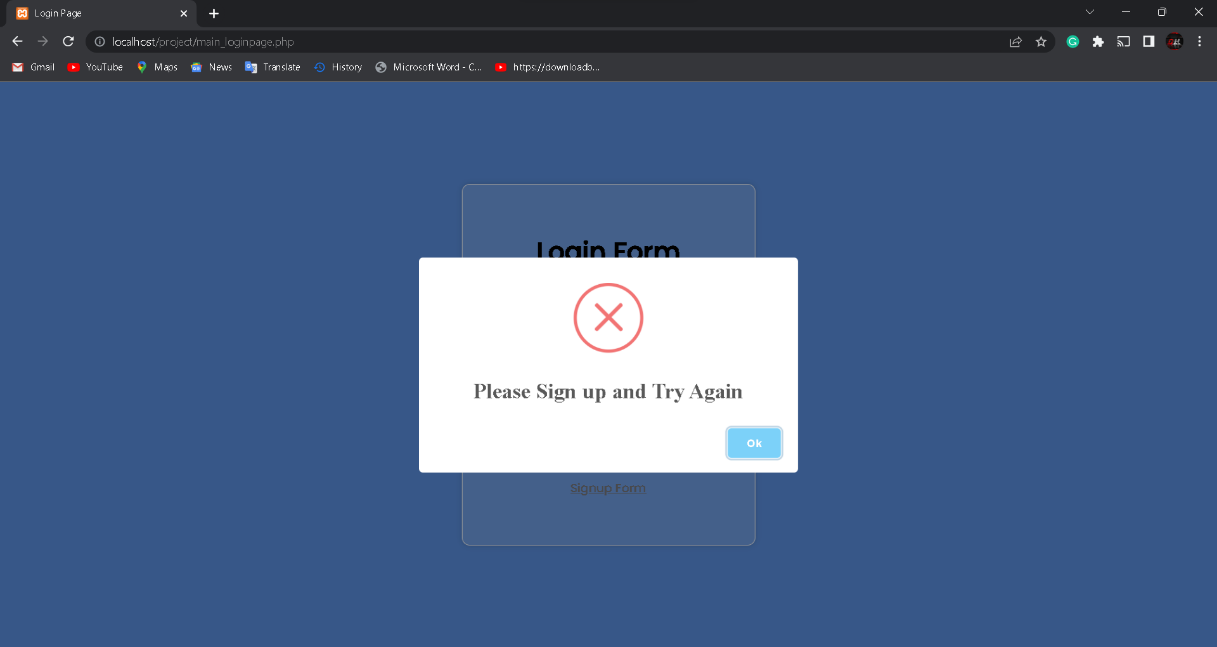 Login Page
localhost/project/main_loginpage.php
Gmail YouTube Maps News Translate History Microsoft Word - C... https://downloadb...
Login Form
Please Sign up and Try Again
Ok
Signup Form